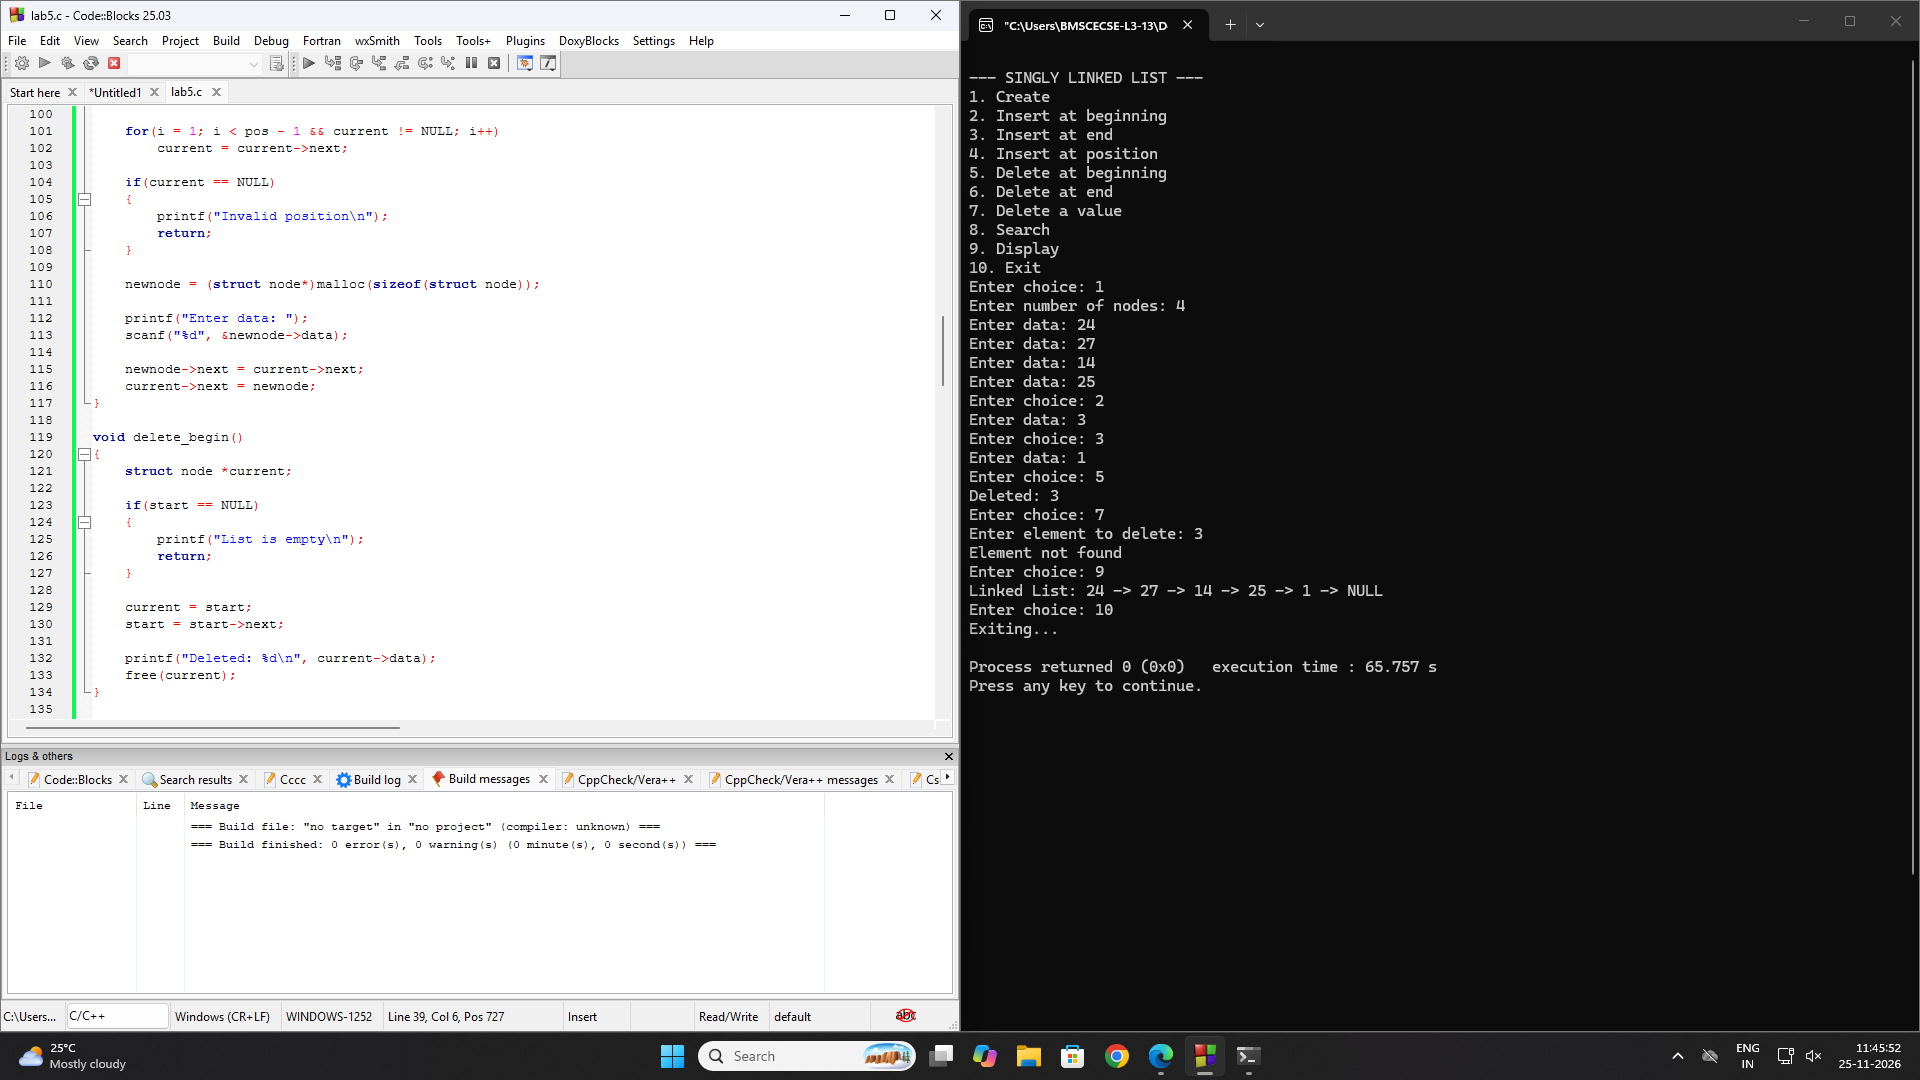 lab5.c - Code::Blocks 25.03
File Edit View Search Project Build Debug Fortran wxSmith Tools Tools+ Plugins DoxyBlocks Settings Help
Start here *Untitled1 lab5.c
100
101 for(i = 1; i < pos - 1 && current != NULL; i++)
102 current = current->next;
103
104 if(current == NULL)
105 {
106 printf("Invalid position\n");
107 return;
108 }
109
110 newnode = (struct node*)malloc(sizeof(struct node));
111
112 printf("Enter data: ");
113 scanf("%d", &newnode->data);
114
115 newnode->next = current->next;
116 current->next = newnode;
117 }
118
119 void delete_begin()
120 {
121 struct node *current;
122
123 if(start == NULL)
124 {
125 printf("List is empty\n");
126 return;
127 }
128
129 current = start;
130 start = start->next;
131
132 printf("Deleted: %d\n", current->data);
133 free(current);
134 }
135
Logs & others
Code::Blocks Search results Cccc Build log Build messages CppCheck/Vera++ CppCheck/Vera++ messages Cs
File Line Message
=== Build file: "no target" in "no project" (compiler: unknown) ===
=== Build finished: 0 error(s), 0 warning(s) (0 minute(s), 0 second(s)) ===
C:\Users... C/C++ Windows (CR+LF) WINDOWS-1252 Line 39, Col 6, Pos 727 Insert Read/Write default abc
"C:\Users\BMSCECSE-L3-13\D
--- SINGLY LINKED LIST ---
1. Create
2. Insert at beginning
3. Insert at end
4. Insert at position
5. Delete at beginning
6. Delete at end
7. Delete a value
8. Search
9. Display
10. Exit
Enter choice: 1
Enter number of nodes: 4
Enter data: 24
Enter data: 27
Enter data: 14
Enter data: 25
Enter choice: 2
Enter data: 3
Enter choice: 3
Enter data: 1
Enter choice: 5
Deleted: 3
Enter choice: 7
Enter element to delete: 3
Element not found
Enter choice: 9
Linked List: 24 -> 27 -> 14 -> 25 -> 1 -> NULL
Enter choice: 10
Exiting...
Process returned 0 (0x0) execution time : 65.757 s
Press any key to continue.
25°C
Mostly cloudy
Search
ENG
IN
11:45:52
25-11-2026